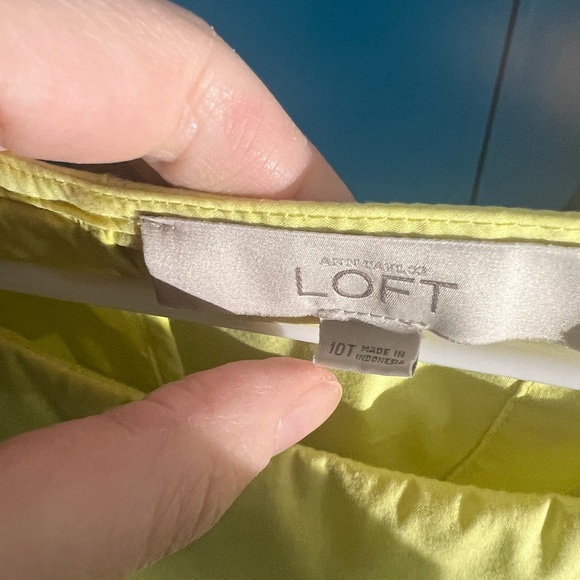 ANN TAYLOR
LOFT
10T MADE IN
INDONESIA